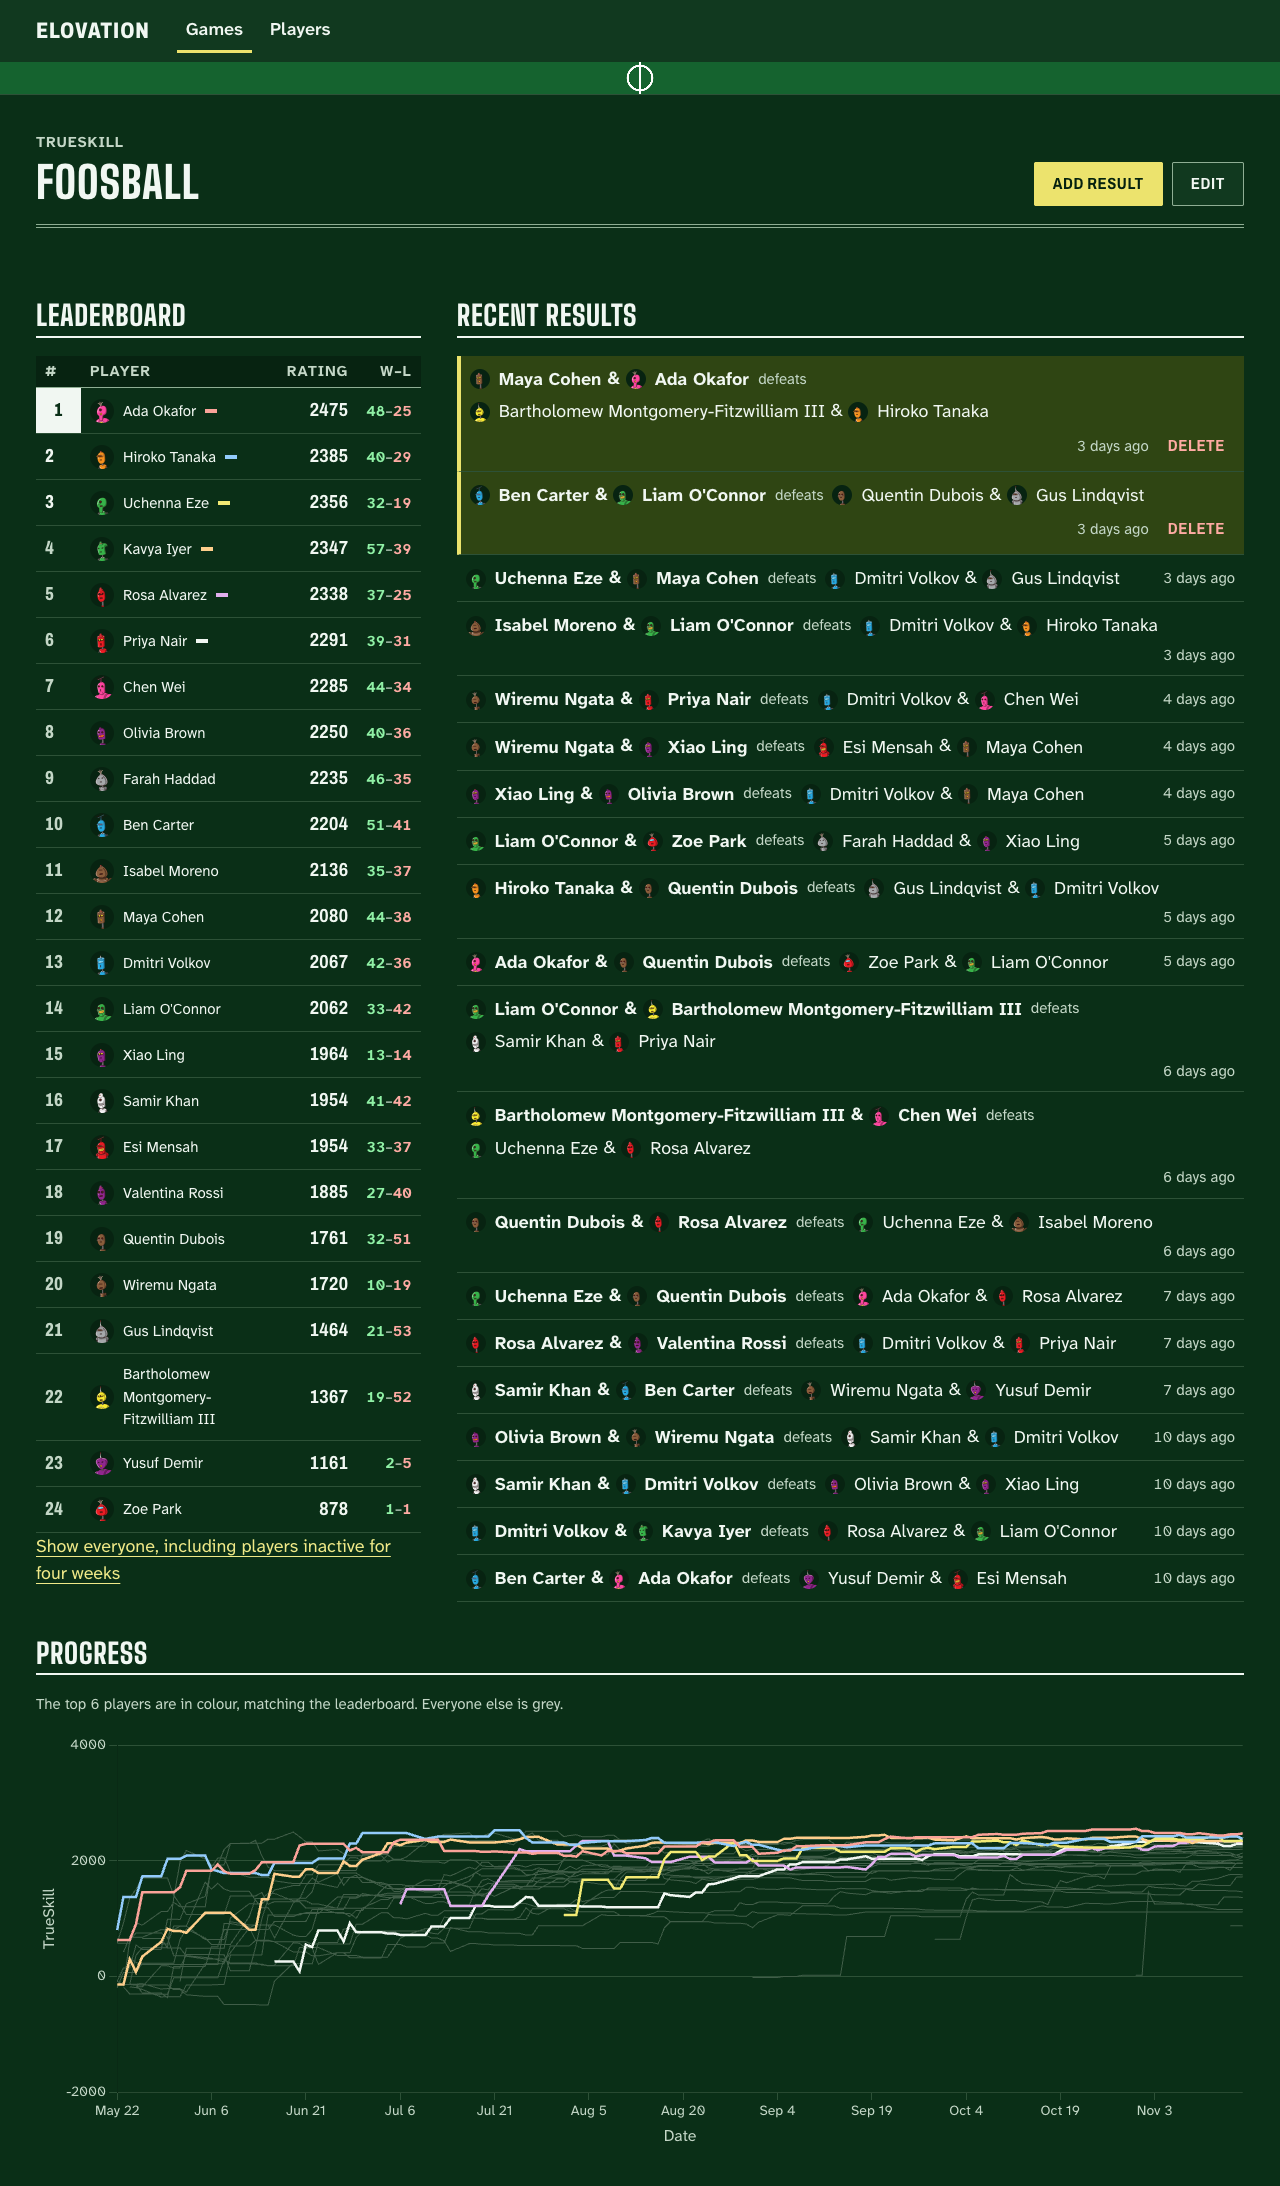 ELOVATION Games Players
TRUESKILL
FOOSBALL
ADD RESULT EDIT
LEADERBOARD
# PLAYER RATING W–L
1 Ada Okafor 2475 48–25
2 Hiroko Tanaka 2385 40–29
3 Uchenna Eze 2356 32–19
4 Kavya Iyer 2347 57–39
5 Rosa Alvarez 2338 37–25
6 Priya Nair 2291 39–31
7 Chen Wei 2285 44–34
8 Olivia Brown 2250 40–36
9 Farah Haddad 2235 46–35
10 Ben Carter 2204 51–41
11 Isabel Moreno 2136 35–37
12 Maya Cohen 2080 44–38
13 Dmitri Volkov 2067 42–36
14 Liam O'Connor 2062 33–42
15 Xiao Ling 1964 13–14
16 Samir Khan 1954 41–42
17 Esi Mensah 1954 33–37
18 Valentina Rossi 1885 27–40
19 Quentin Dubois 1761 32–51
20 Wiremu Ngata 1720 10–19
21 Gus Lindqvist 1464 21–53
22 Bartholomew
Montgomery-
Fitzwilliam III 1367 19–52
23 Yusuf Demir 1161 2–5
24 Zoe Park 878 1–1
Show everyone, including players inactive for
four weeks
RECENT RESULTS
Maya Cohen & Ada Okafor defeats
Bartholomew Montgomery-Fitzwilliam III & Hiroko Tanaka
3 days ago DELETE
Ben Carter & Liam O'Connor defeats Quentin Dubois & Gus Lindqvist
3 days ago DELETE
Uchenna Eze & Maya Cohen defeats Dmitri Volkov & Gus Lindqvist 3 days ago
Isabel Moreno & Liam O'Connor defeats Dmitri Volkov & Hiroko Tanaka
3 days ago
Wiremu Ngata & Priya Nair defeats Dmitri Volkov & Chen Wei 4 days ago
Wiremu Ngata & Xiao Ling defeats Esi Mensah & Maya Cohen 4 days ago
Xiao Ling & Olivia Brown defeats Dmitri Volkov & Maya Cohen 4 days ago
Liam O'Connor & Zoe Park defeats Farah Haddad & Xiao Ling 5 days ago
Hiroko Tanaka & Quentin Dubois defeats Gus Lindqvist & Dmitri Volkov
5 days ago
Ada Okafor & Quentin Dubois defeats Zoe Park & Liam O'Connor 5 days ago
Liam O'Connor & Bartholomew Montgomery-Fitzwilliam III defeats
Samir Khan & Priya Nair
6 days ago
Bartholomew Montgomery-Fitzwilliam III & Chen Wei defeats
Uchenna Eze & Rosa Alvarez
6 days ago
Quentin Dubois & Rosa Alvarez defeats Uchenna Eze & Isabel Moreno
6 days ago
Uchenna Eze & Quentin Dubois defeats Ada Okafor & Rosa Alvarez 7 days ago
Rosa Alvarez & Valentina Rossi defeats Dmitri Volkov & Priya Nair 7 days ago
Samir Khan & Ben Carter defeats Wiremu Ngata & Yusuf Demir 7 days ago
Olivia Brown & Wiremu Ngata defeats Samir Khan & Dmitri Volkov 10 days ago
Samir Khan & Dmitri Volkov defeats Olivia Brown & Xiao Ling 10 days ago
Dmitri Volkov & Kavya Iyer defeats Rosa Alvarez & Liam O'Connor 10 days ago
Ben Carter & Ada Okafor defeats Yusuf Demir & Esi Mensah 10 days ago
PROGRESS
The top 6 players are in colour, matching the leaderboard. Everyone else is grey.
4000
2000
0
-2000
TrueSkill
May 22 Jun 6 Jun 21 Jul 6 Jul 21 Aug 5 Aug 20 Sep 4 Sep 19 Oct 4 Oct 19 Nov 3
Date